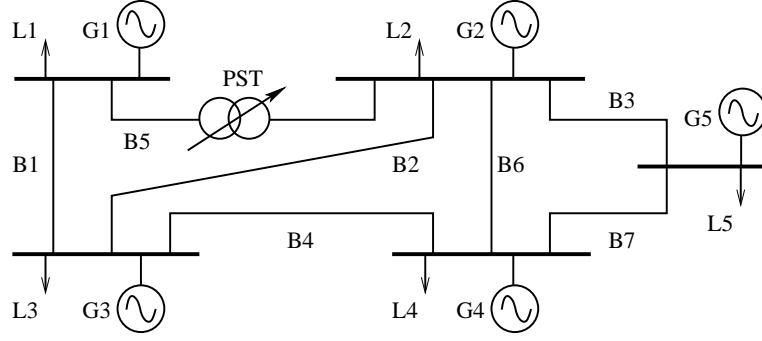 L1 G1 L2 G2
PST
B3
B5 G5
B1 B2 B6
L5
B4 B7
L3 G3 L4 G4